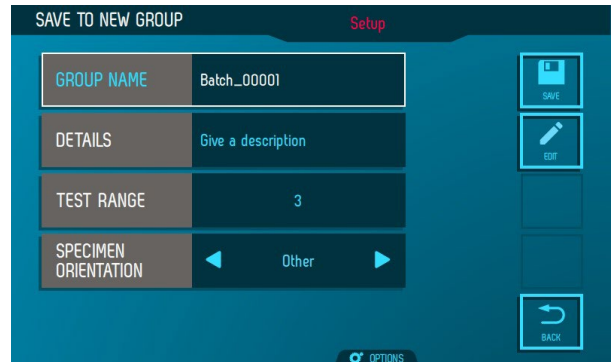 SAVE TO NEW GROUP
Setup
GROUP NAME
Batch_00001
SAVE
DETAILS
Give a description
EDIT
TEST RANGE
3
SPECIMEN
ORIENTATION
Other
BACK
OPTIONS